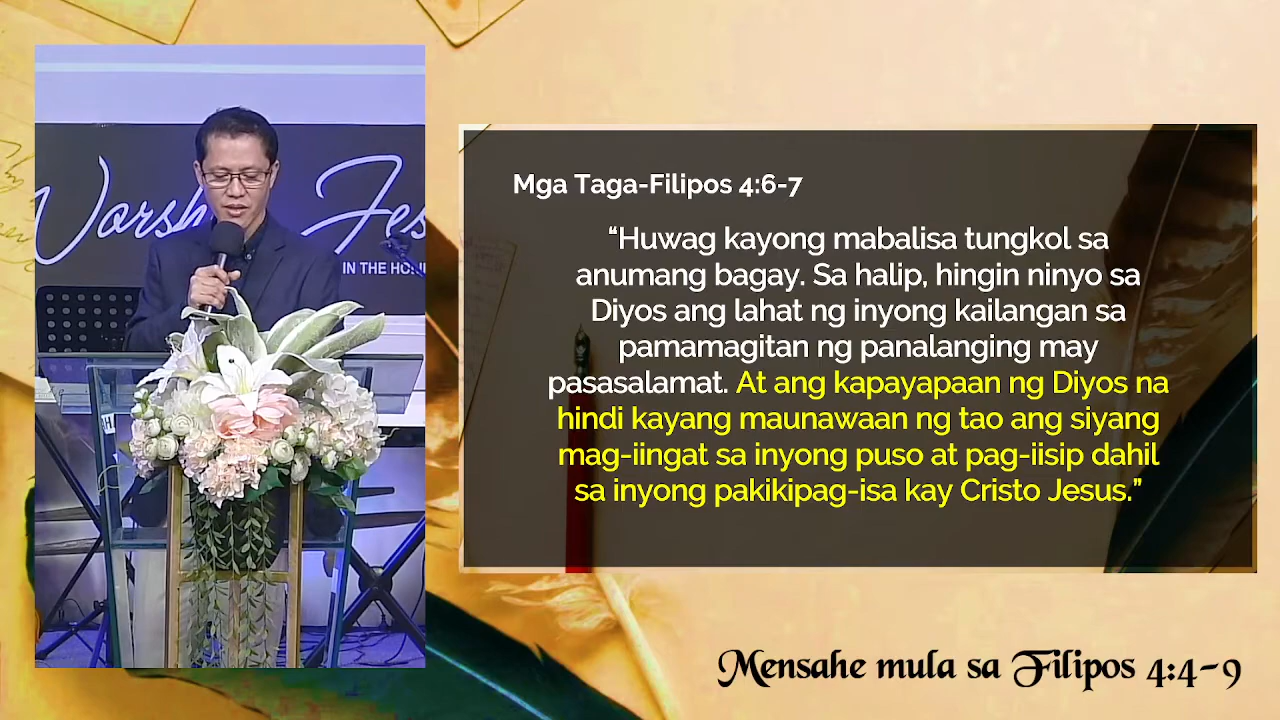 Worsh
Fes
IN THE HO
Mga Taga-Filipos 4:6-7
“Huwag kayong mabalisa tungkol sa
anumang bagay. Sa halip, hingin ninyo sa
Diyos ang lahat ng inyong kailangan sa
pamamagitan ng panalanging may
pasasalamat. At ang kapayapaan ng Diyos na
hindi kayang maunawaan ng tao ang siyang
mag-iingat sa inyong puso at pag-iisip dahil
sa inyong pakikipag-isa kay Cristo Jesus.”
Mensahe mula sa Filipos 4:4-9